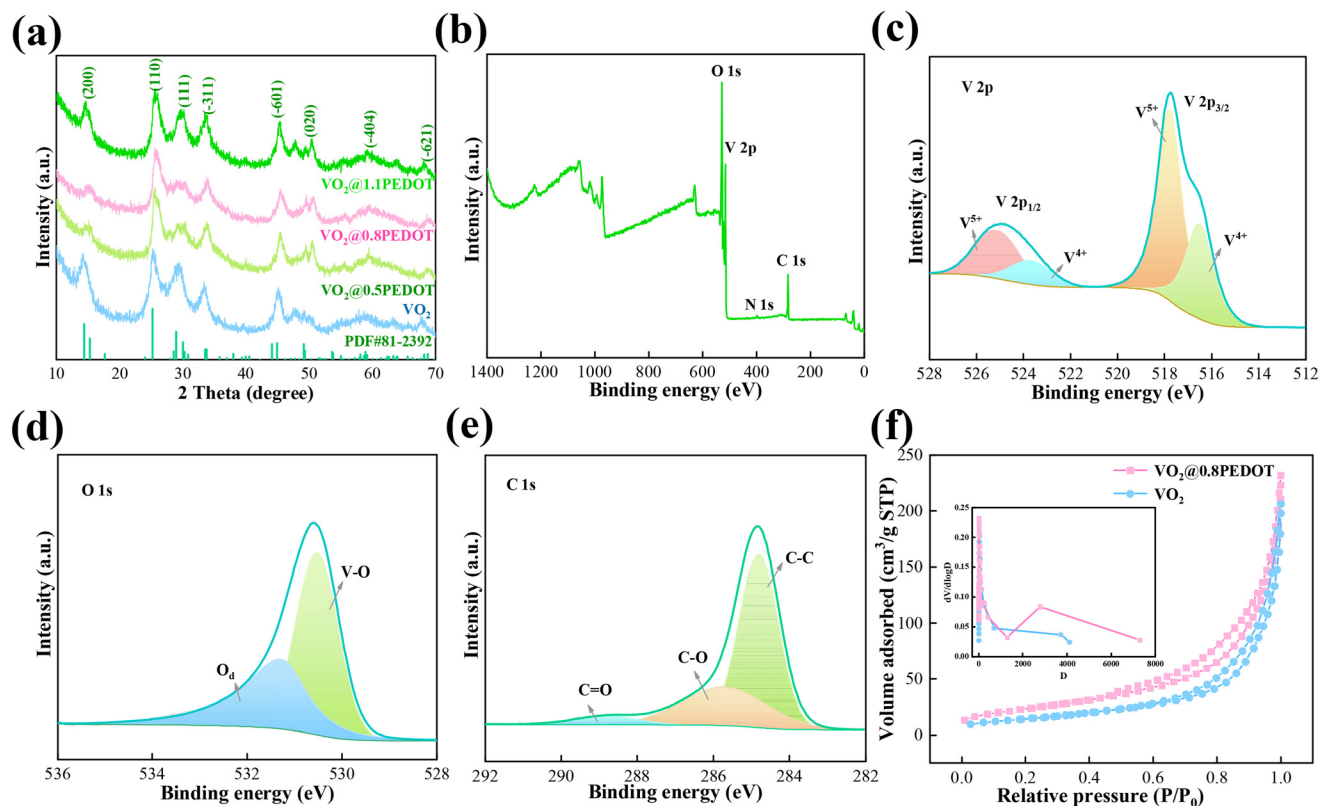 (a)
(200)
(110)
(111)
(-311)
(-601)
(020)
(-404)
(-621)
VO₂@1.1PEDOT
VO₂@0.8PEDOT
VO₂@0.5PEDOT
VO₂
PDF#81-2392
Intensity (a.u.)
10 20 30 40 50 60 70
2 Theta (degree)
(b)
O 1s
V 2p
C 1s
N 1s
Intensity (a.u.)
1400 1200 1000 800 600 400 200 0
Binding energy (eV)
(c)
V 2p
V⁵⁺
V 2p₃/₂
V⁵⁺
V 2p₁/₂
V⁴⁺
V⁴⁺
Intensity (a.u.)
528 526 524 522 520 518 516 514 512
Binding energy (eV)
(d)
O 1s
V-O
O_d
Intensity (a.u.)
536 534 531 530 528
Binding energy (eV)
(e)
C 1s
C-C
C-O
C=O
Intensity (a.u.)
292 290 288 286 284 282
Binding energy (eV)
(f)
250
200
150
100
50
0
Volume adsorbed (cm³/g STP)
VO₂@0.8PEDOT
VO₂
0.25
0.20
0.15
0.10
0.05
0.00
dV/dlogD
0 2000 4000 6000 8000
D
0.0 0.2 0.4 0.6 0.8 1.0
Relative pressure (P/P₀)